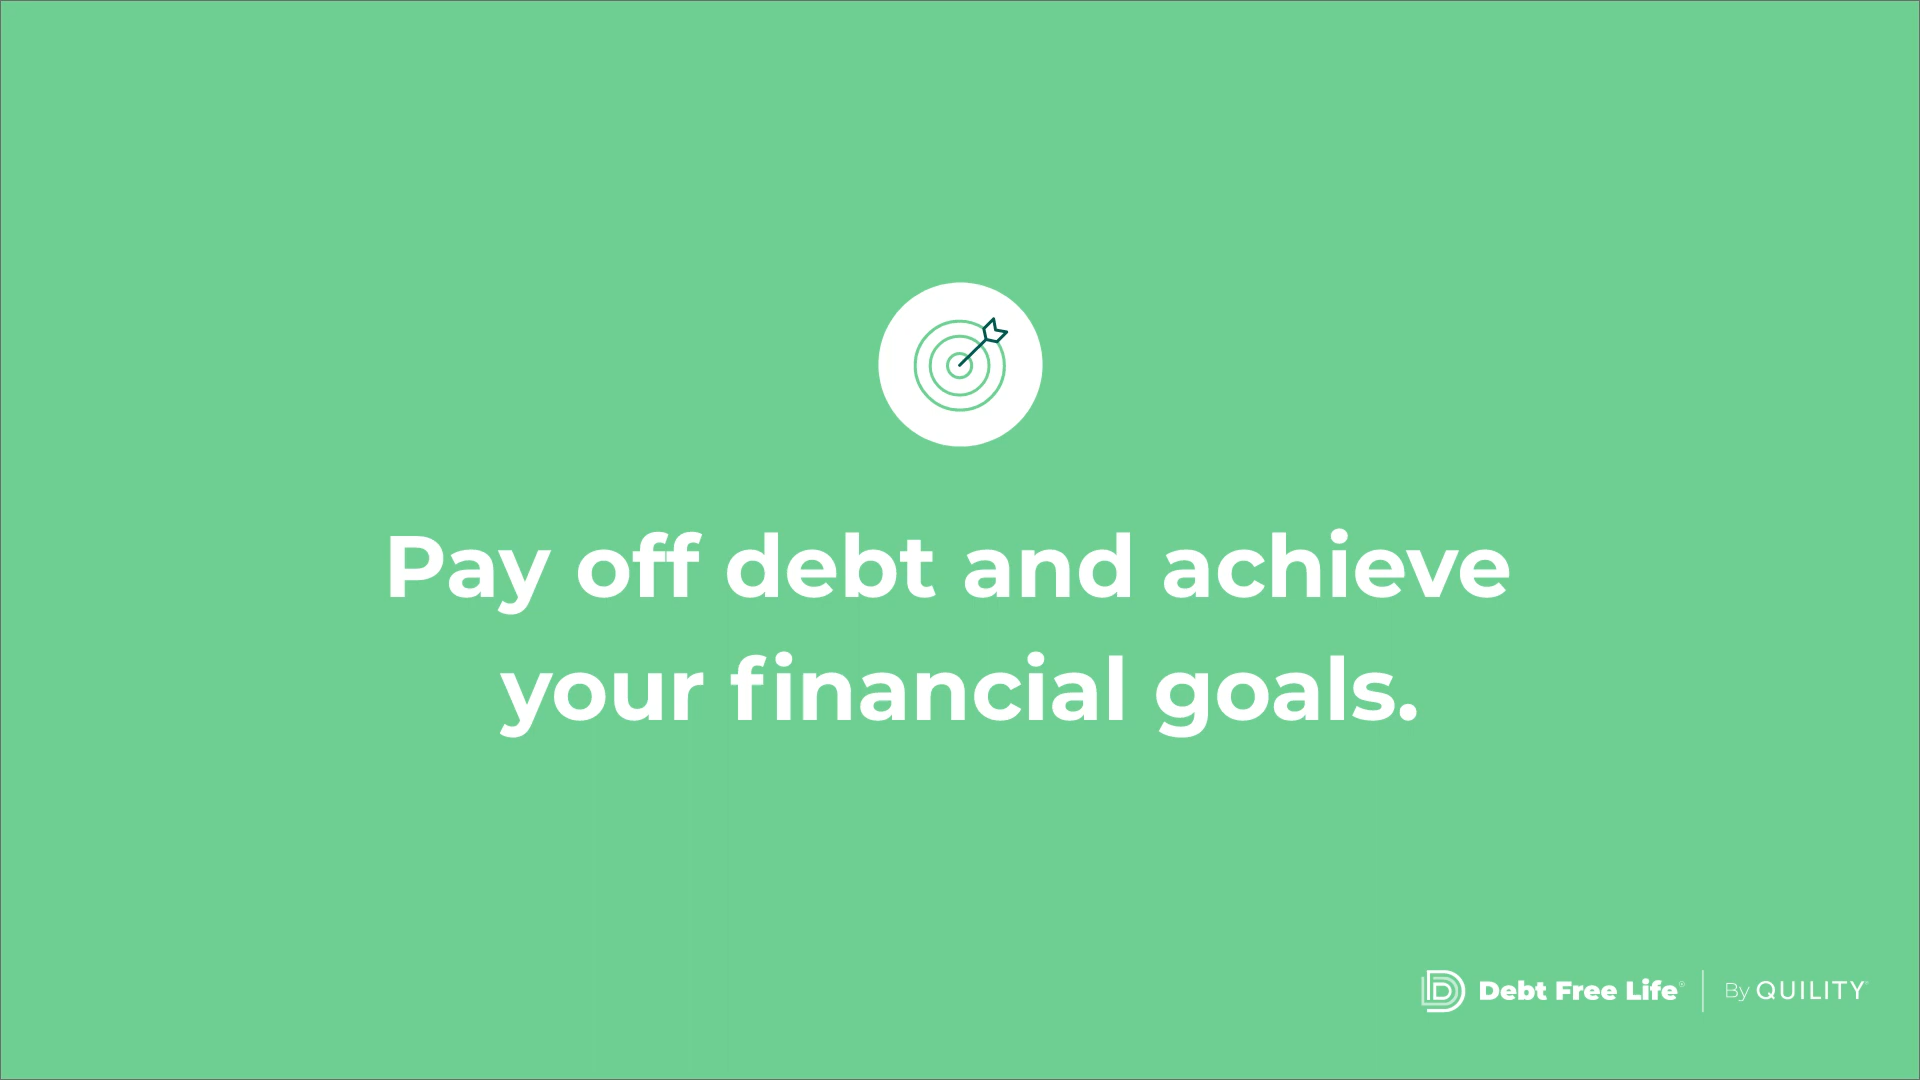 Pay off debt and achieve
your financial goals.
Debt Free Life® | By QUILITY